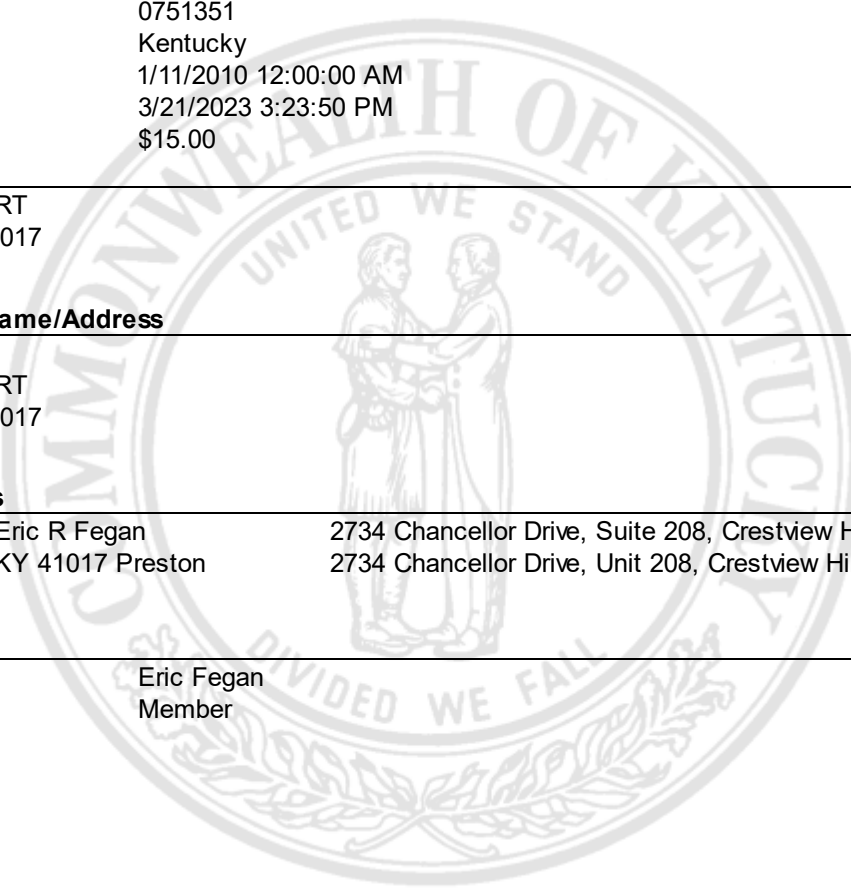 0751351
Kentucky
1/11/2010 12:00:00 AM
3/21/2023 3:23:50 PM
$15.00
RT
017
ame/Address
RT
017
s
Eric R Fegan 2734 Chancellor Drive, Suite 208, Crestview H
KY 41017 Preston 2734 Chancellor Drive, Unit 208, Crestview Hi
Eric Fegan
Member
COMMONWEALTH OF KENTUCKY
UNITED WE STAND
DIVIDED WE FALL